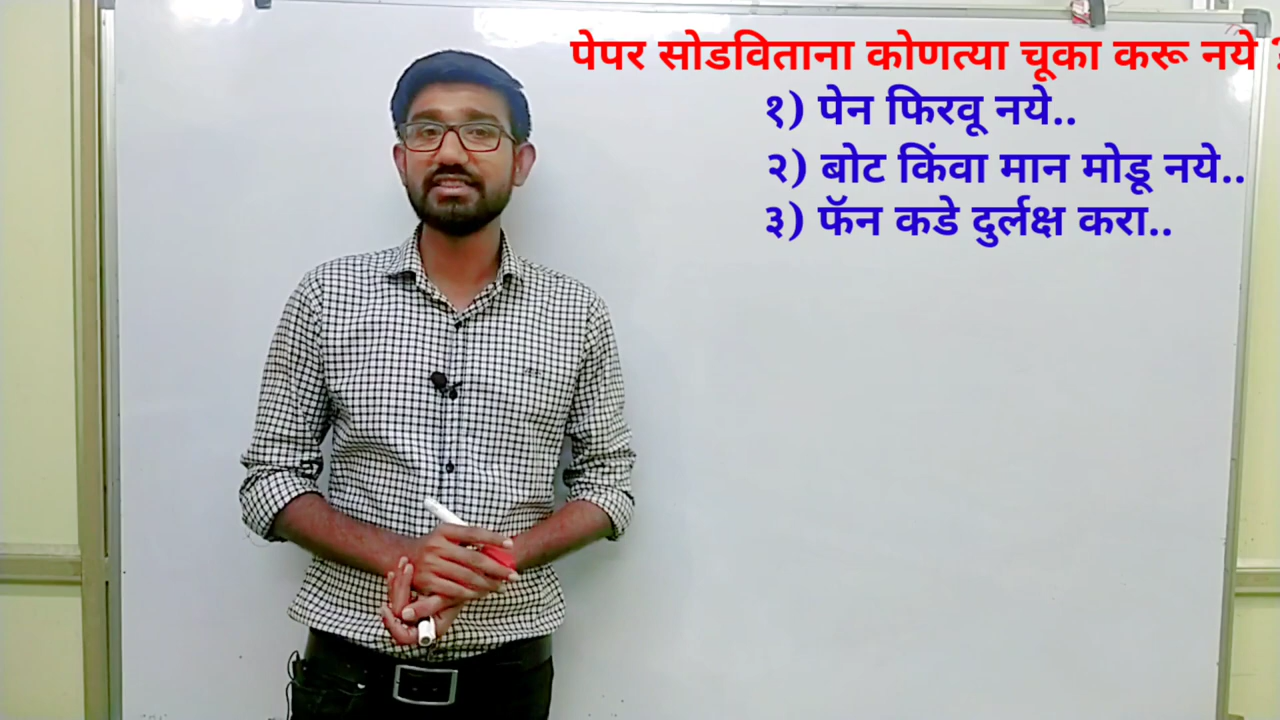 पेपर सोडविताना कोणत्या चूका करू नये ?
१) पेन फिरवू नये..
२) बोट किंवा मान मोडू नये..
३) फॅन कडे दुर्लक्ष करा..